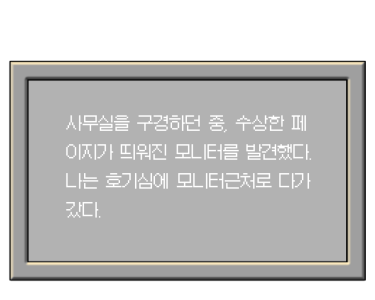 사무실을 구경하던 중, 수상한 페
이지가 띄워진 모니터를 발견했다.
나는 호기심에 모니터근처로 다가
갔다.